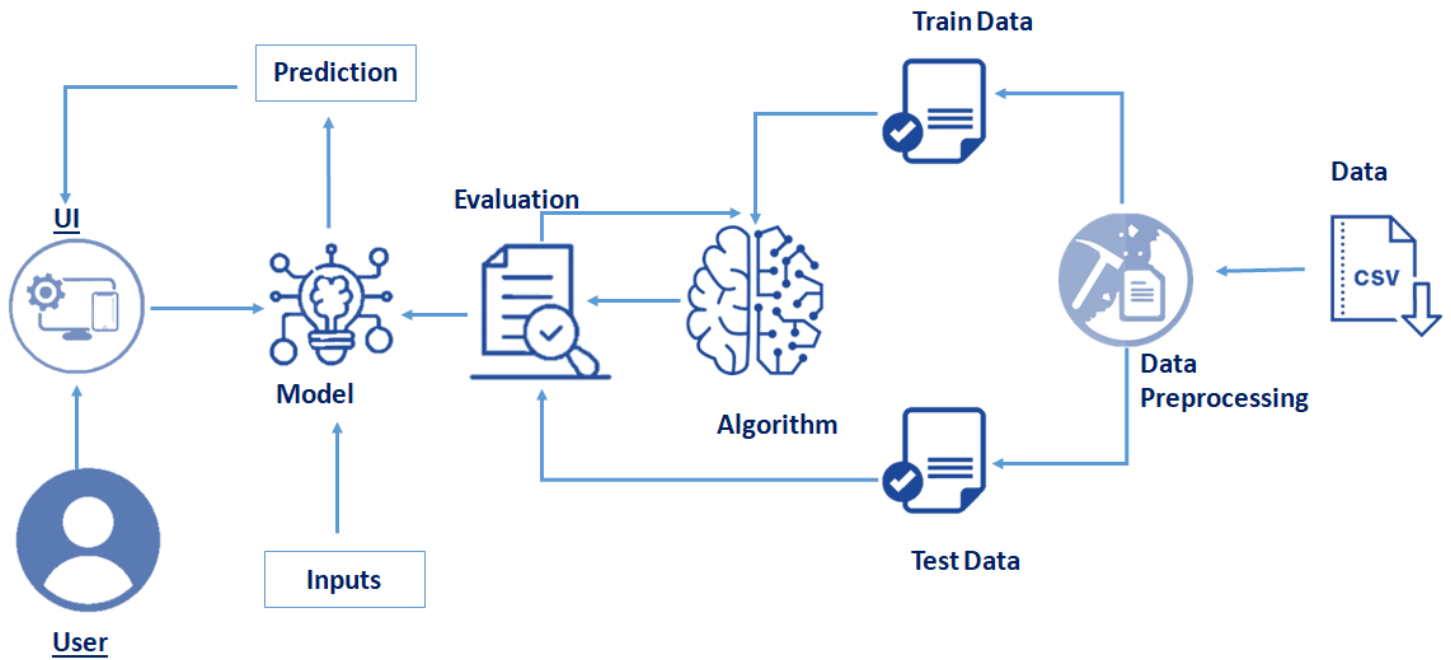 Train Data
Prediction
Data
Evaluation
UI
CSV
Model
Data
Preprocessing
Algorithm
Test Data
Inputs
User